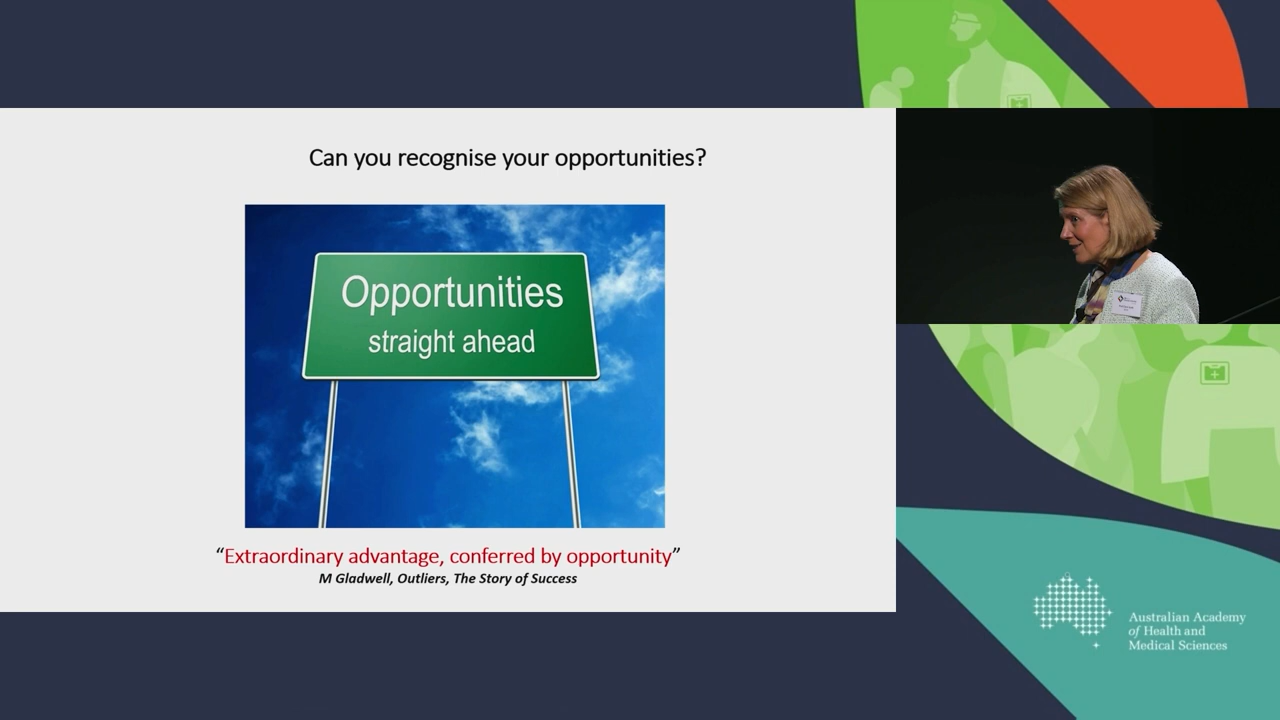 Can you recognise your opportunities?
Opportunities
straight ahead
“Extraordinary advantage, conferred by opportunity”
M Gladwell, Outliers, The Story of Success
Australian Academy
of Health and
Medical Sciences